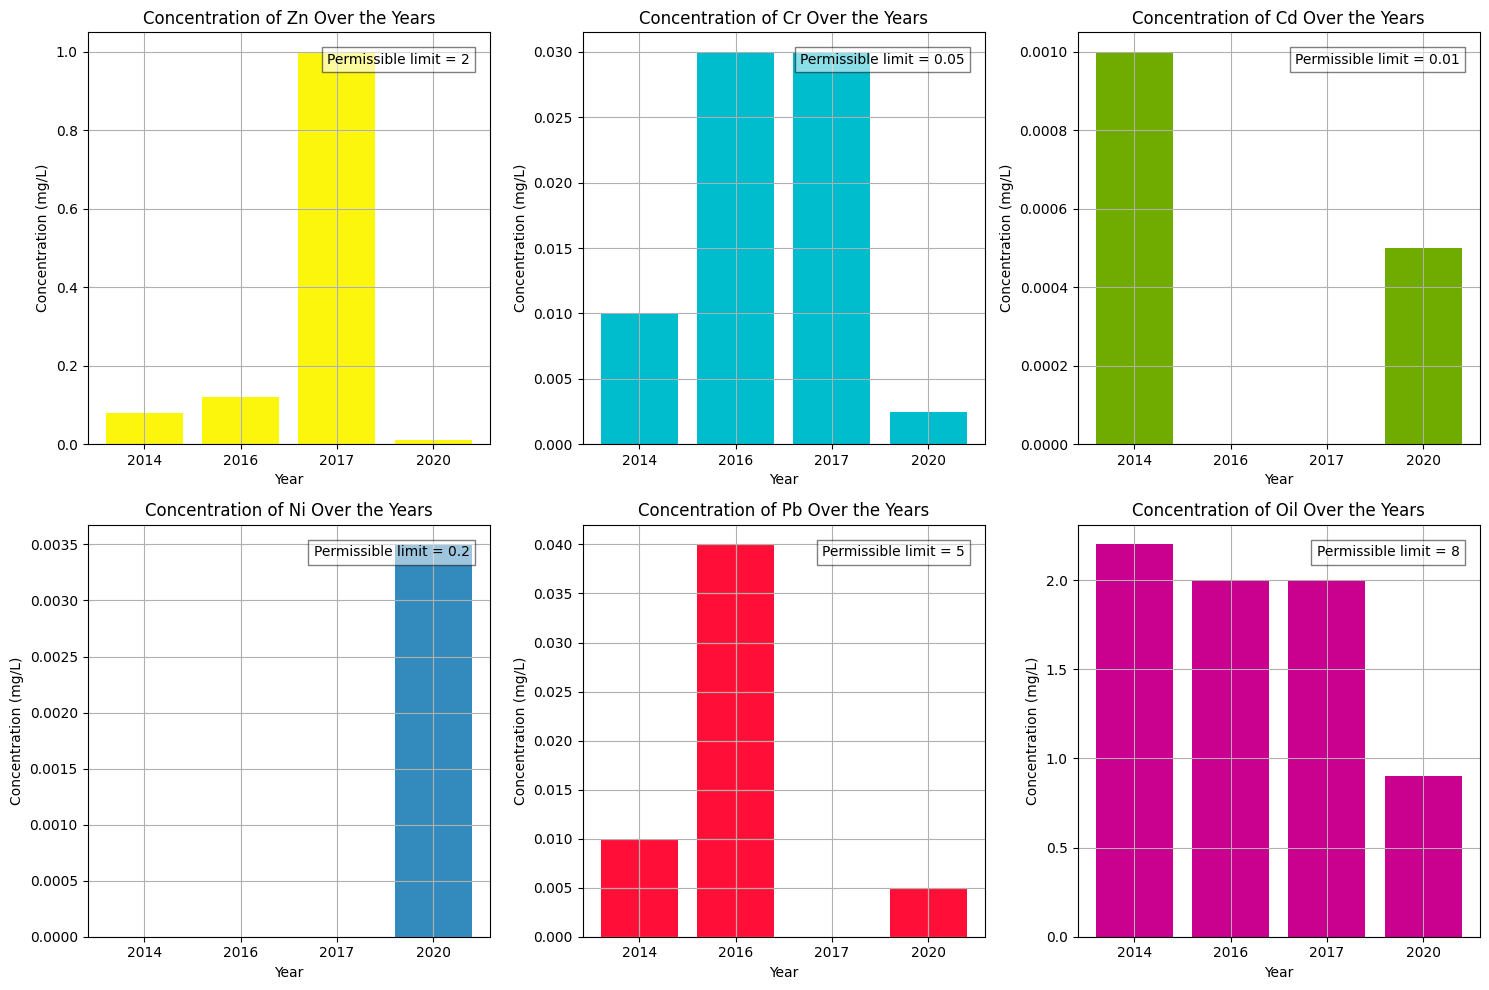 Concentration of Zn Over the Years
Permissible limit = 2
Concentration (mg/L)
1.0
0.8
0.6
0.4
0.2
0.0
2014 2016 2017 2020
Year
Concentration of Cr Over the Years
Permissible limit = 0.05
Concentration (mg/L)
0.030
0.025
0.020
0.015
0.010
0.005
0.000
2014 2016 2017 2020
Year
Concentration of Cd Over the Years
Permissible limit = 0.01
Concentration (mg/L)
0.0010
0.0008
0.0006
0.0004
0.0002
0.0000
2014 2016 2017 2020
Year
Concentration of Ni Over the Years
Permissible limit = 0.2
Concentration (mg/L)
0.0035
0.0030
0.0025
0.0020
0.0015
0.0010
0.0005
0.0000
2014 2016 2017 2020
Year
Concentration of Pb Over the Years
Permissible limit = 5
Concentration (mg/L)
0.040
0.035
0.030
0.025
0.020
0.015
0.010
0.005
0.000
2014 2016 2017 2020
Year
Concentration of Oil Over the Years
Permissible limit = 8
Concentration (mg/L)
2.0
1.5
1.0
0.5
0.0
2014 2016 2017 2020
Year